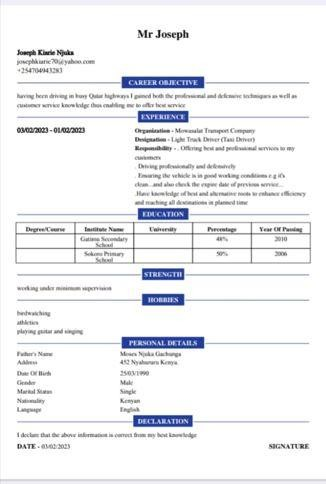 Mr Joseph
Joseph Kiarie Njuka
josephkiarie70@yahoo.com
+254704943283
CAREER OBJECTIVE
having been driving in busy Qatar highways I gained both the professional and defensive techniques as well as
customer service knowledge thus enabling me to offer best service
EXPERIENCE
03/02/2023 - 01/02/2023
Organization - Mowasalat Transport Company
Designation - Light Truck Driver (Taxi Driver)
Responsibility - . Offering best and professional services to my
customers
. Driving professionally and defensively
. Ensuring the vehicle is in good working conditions e.g it's
clean...and also check the expire date of previous service...
.Have knowledge of best and alternative roots to enhance efficiency
and reaching all destinations in planned time
EDUCATION
Degree/Course Institute Name University Percentage Year Of Passing
Gatimu Secondary School 48% 2010
Sokoro Primary School 50% 2006
STRENGTH
working under minimum supervision
HOBBIES
birdwatching
athletics
playing guitar and singing
PERSONAL DETAILS
Father's Name Moses Njuka Gachunga
Address 452 Nyahururu Kenya.
Date Of Birth 25/03/1990
Gender Male
Marital Status Single
Nationality Kenyan
Language English
DECLARATION
I declare that the above information is correct from my best knowledge
DATE - 03/02/2023 SIGNATURE